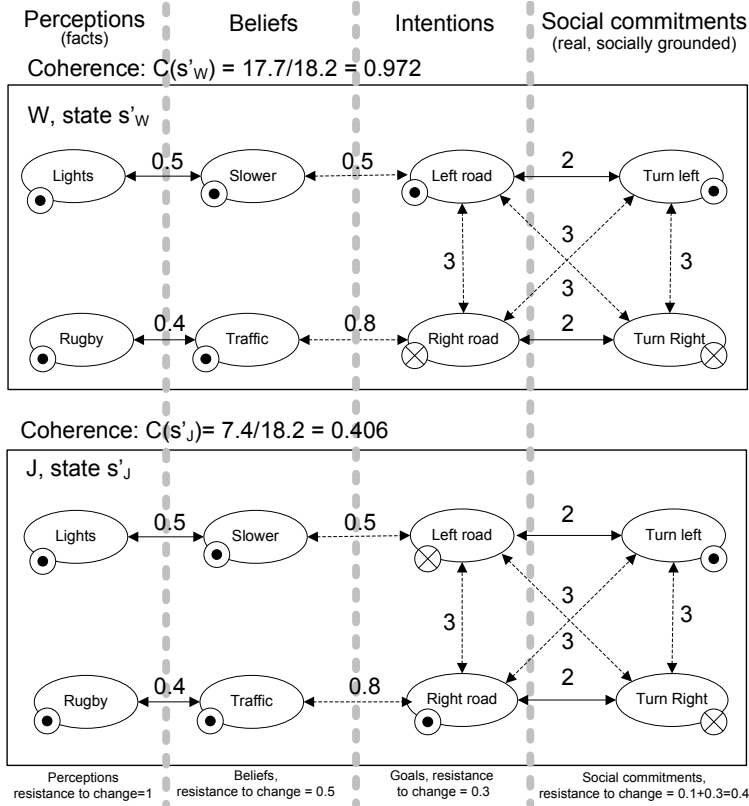 Perceptions Beliefs Intentions Social commitments
(facts) (real, socially grounded)
Coherence: C(s'W) = 17.7/18.2 = 0.972
W, state s'W
0.5 0.5 2
Lights Slower Left road Turn left
3
3 3
3
0.4 0.8 2
Rugby Traffic Right road Turn Right
Coherence: C(s'J)= 7.4/18.2 = 0.406
J, state s'J
0.5 0.5 2
Lights Slower Left road Turn left
3
3 3
3
0.4 0.8 2
Rugby Traffic Right road Turn Right
Perceptions Beliefs, Goals, resistance Social commitments,
resistance to change=1 resistance to change = 0.5 to change = 0.3 resistance to change = 0.1+0.3=0.4